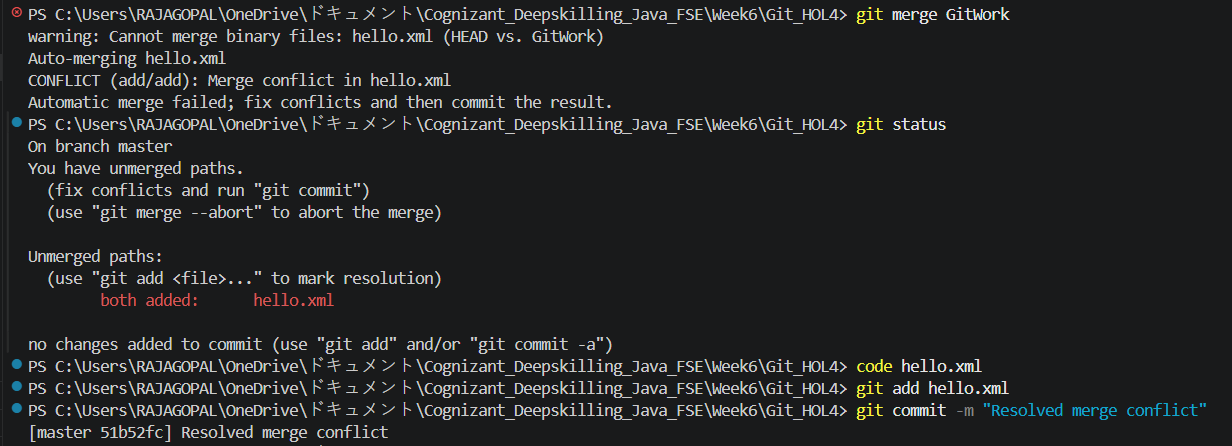 PS C:\Users\RAJAGOPAL\OneDrive\ドキュメント\Cognizant_Deepskilling_Java_FSE\Week6\Git_HOL4> git merge GitWork
warning: Cannot merge binary files: hello.xml (HEAD vs. GitWork)
Auto-merging hello.xml
CONFLICT (add/add): Merge conflict in hello.xml
Automatic merge failed; fix conflicts and then commit the result.
PS C:\Users\RAJAGOPAL\OneDrive\ドキュメント\Cognizant_Deepskilling_Java_FSE\Week6\Git_HOL4> git status
On branch master
You have unmerged paths.
  (fix conflicts and run "git commit")
  (use "git merge --abort" to abort the merge)

Unmerged paths:
  (use "git add <file>..." to mark resolution)
        both added:      hello.xml

no changes added to commit (use "git add" and/or "git commit -a")
PS C:\Users\RAJAGOPAL\OneDrive\ドキュメント\Cognizant_Deepskilling_Java_FSE\Week6\Git_HOL4> code hello.xml
PS C:\Users\RAJAGOPAL\OneDrive\ドキュメント\Cognizant_Deepskilling_Java_FSE\Week6\Git_HOL4> git add hello.xml
PS C:\Users\RAJAGOPAL\OneDrive\ドキュメント\Cognizant_Deepskilling_Java_FSE\Week6\Git_HOL4> git commit -m "Resolved merge conflict"
[master 51b52fc] Resolved merge conflict